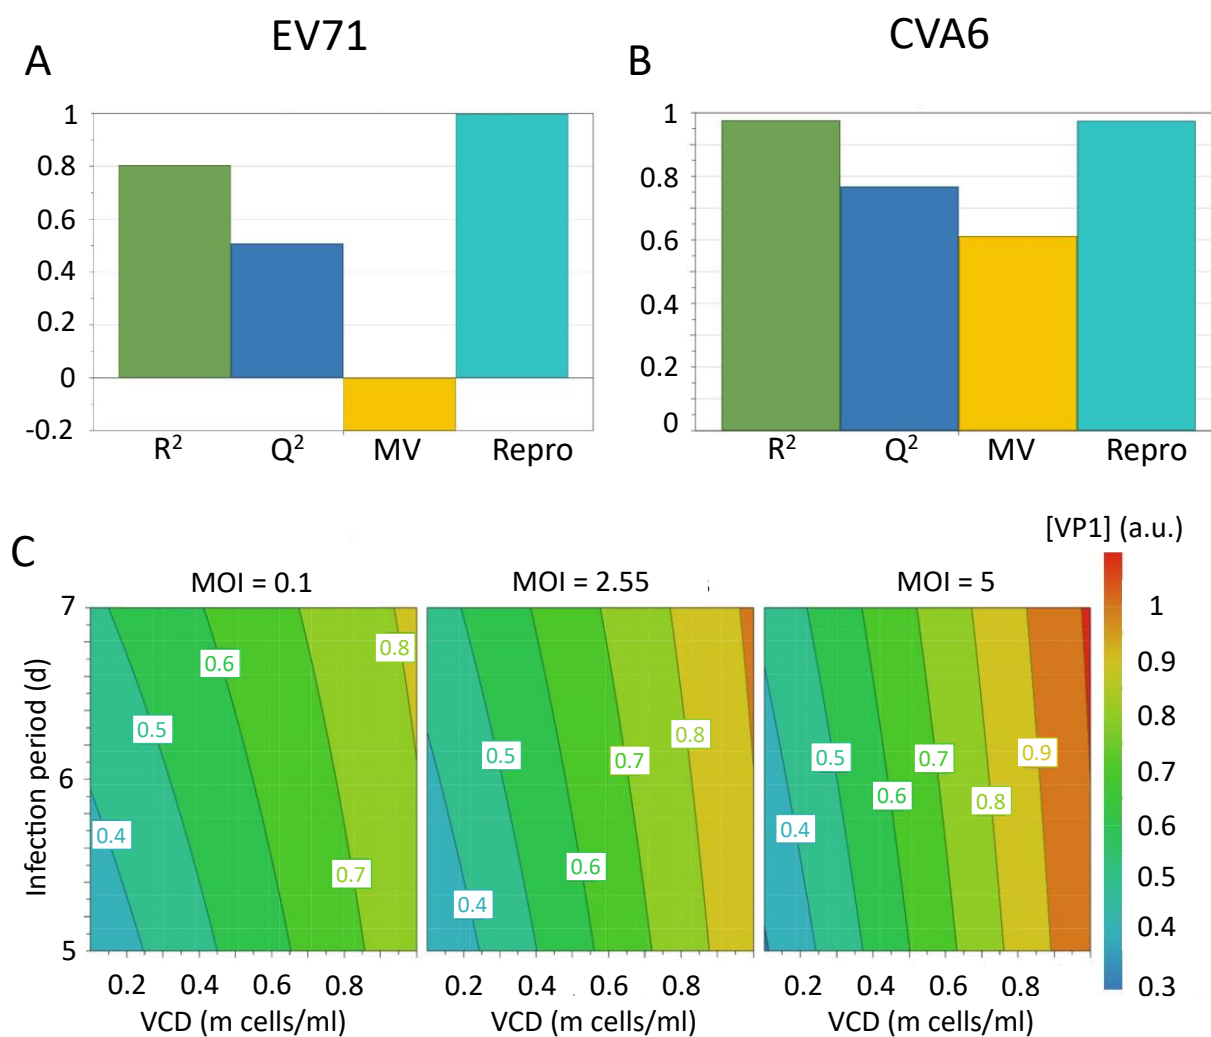 EV71
CVA6
A
B
1
0.8
0.6
0.4
0.2
0
-0.2
R² Q² MV Repro
1
0.8
0.6
0.4
0.2
0
R² Q² MV Repro
C
[VP1] (a.u.)
MOI = 0.1
MOI = 2.55
MOI = 5
Infection period (d)
7
6
5
0.4
0.5
0.6
0.7
0.8
0.4
0.5
0.6
0.7
0.8
0.4
0.5
0.6
0.7
0.8
0.9
1
0.9
0.8
0.7
0.6
0.5
0.4
0.3
0.2 0.4 0.6 0.8
0.2 0.4 0.6 0.8
0.2 0.4 0.6 0.8
VCD (m cells/ml)
VCD (m cells/ml)
VCD (m cells/ml)